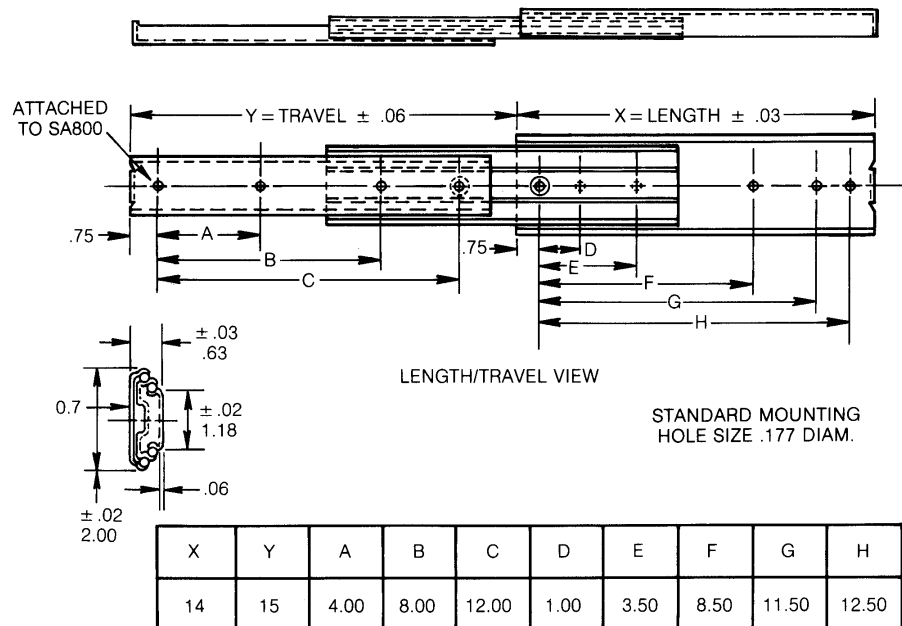 ATTACHED
TO SA800
Y = TRAVEL ± .06
X = LENGTH ± .03
.75
A
B
C
.75
D
E
F
G
H
± .03
.63
0.7
± .02
1.18
.06
± .02
2.00
LENGTH/TRAVEL VIEW
STANDARD MOUNTING
HOLE SIZE .177 DIAM.
X Y A B C D E F G H
14 15 4.00 8.00 12.00 1.00 3.50 8.50 11.50 12.50